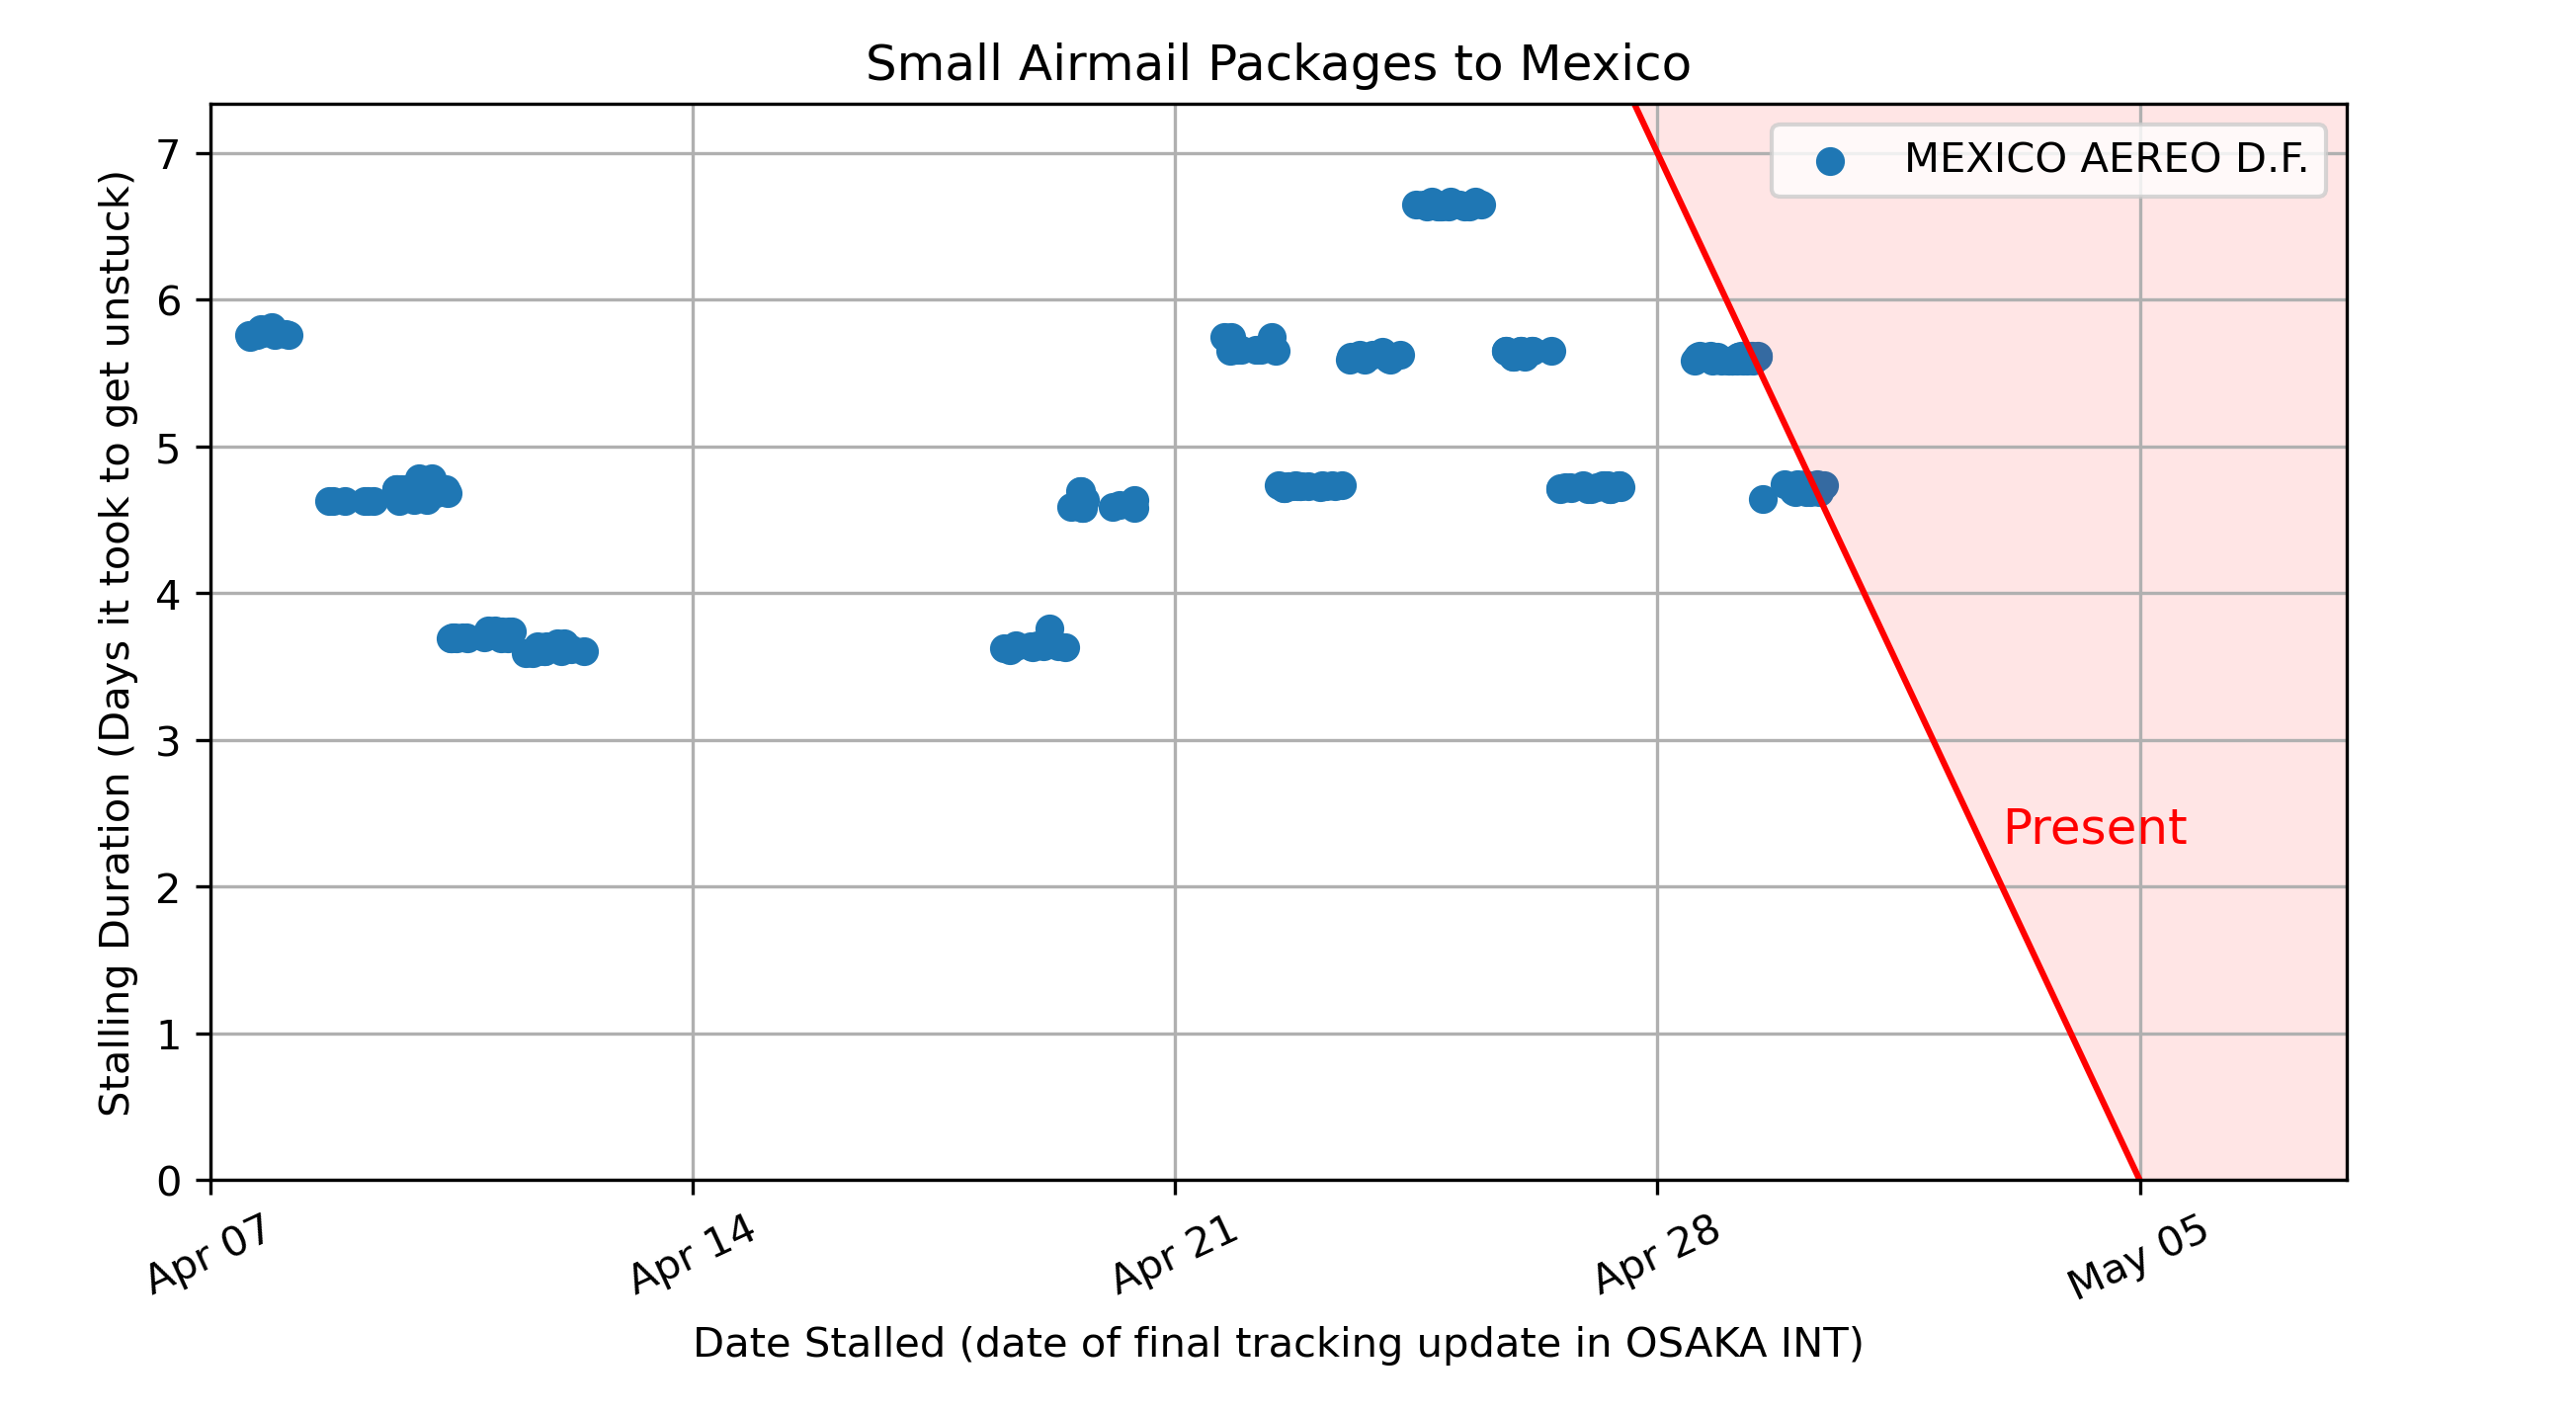 Small Airmail Packages to Mexico
MEXICO AEREO D.F.
Stalling Duration (Days it took to get unstuck)
7
6
5
4
3
2
1
0
Present
Apr 07
Apr 14
Apr 21
Apr 28
May 05
Date Stalled (date of final tracking update in OSAKA INT)